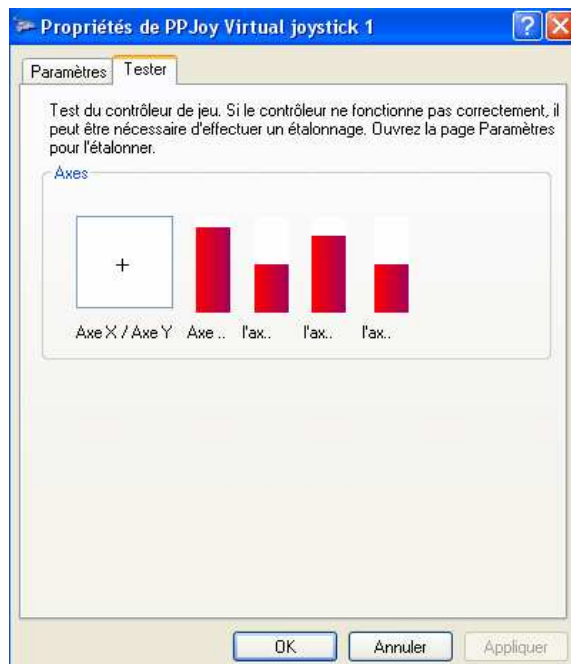 Propriétés de PPJoy Virtual joystick 1
Paramètres Tester
Test du contrôleur de jeu. Si le contrôleur ne fonctionne pas correctement, il
peut être nécessaire d'effectuer un étalonnage. Ouvrez la page Paramètres
pour l'étalonner.
Axes
Axe X / Axe Y Axe .. l'ax.. l'ax.. l'ax..
OK Annuler Appliquer